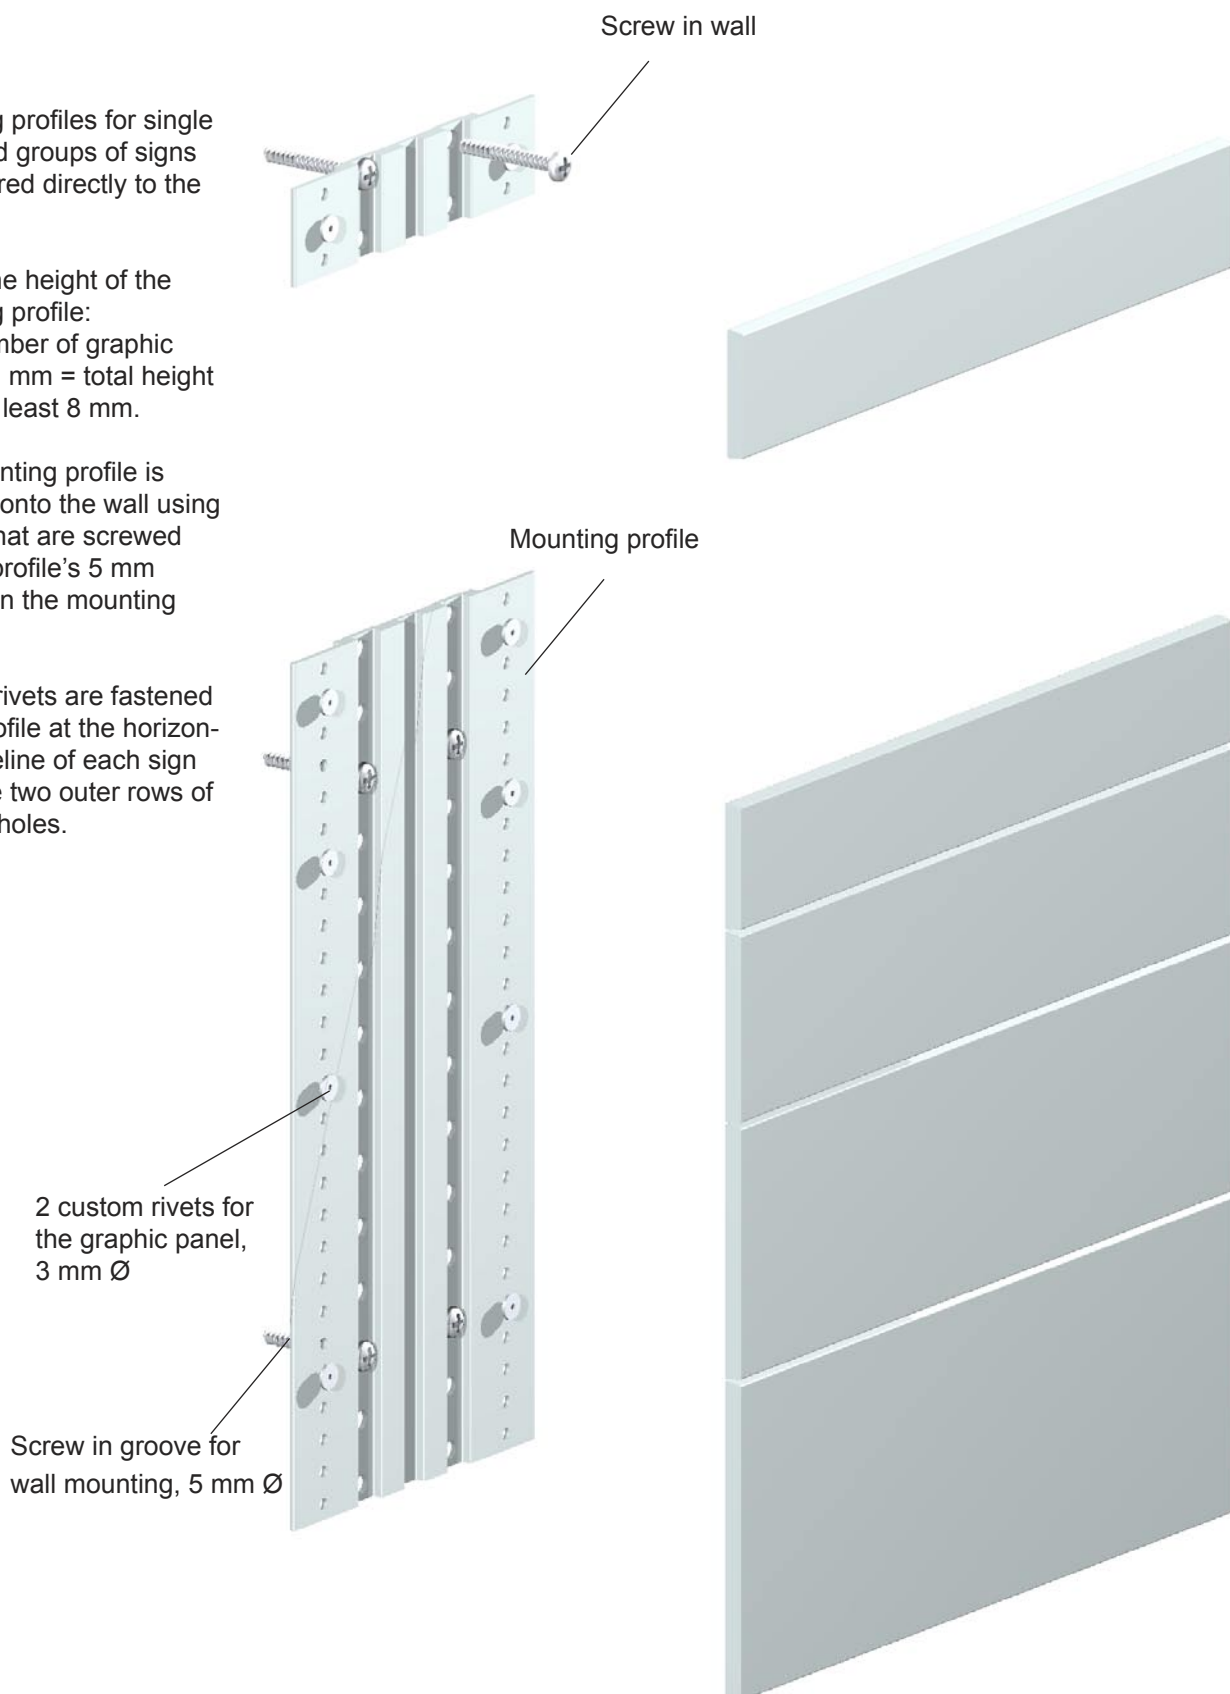 Screw in wall
g profiles for single
d groups of signs
red directly to the
ne height of the
g profile:
nber of graphic
mm = total height
least 8 mm.
nting profile is
onto the wall using
hat are screwed
profile's 5 mm
n the mounting
Mounting profile
rivets are fastened
ofile at the horizon-
eline of each sign
e two outer rows of
holes.
2 custom rivets for
the graphic panel,
3 mm Ø
Screw in groove for
wall mounting, 5 mm Ø